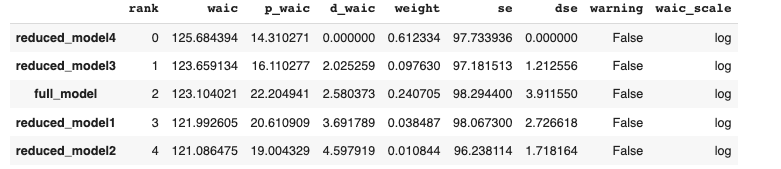 rank waic p_waic d_waic weight se dse warning waic_scale
reduced_model4 0 125.684394 14.310271 0.000000 0.612334 97.733936 0.000000 False log
reduced_model3 1 123.659134 16.110277 2.025259 0.097630 97.181513 1.212556 False log
full_model 2 123.104021 22.204941 2.580373 0.240705 98.294400 3.911550 False log
reduced_model1 3 121.992605 20.610909 3.691789 0.038487 98.067300 2.726618 False log
reduced_model2 4 121.086475 19.004329 4.597919 0.010844 96.238114 1.718164 False log